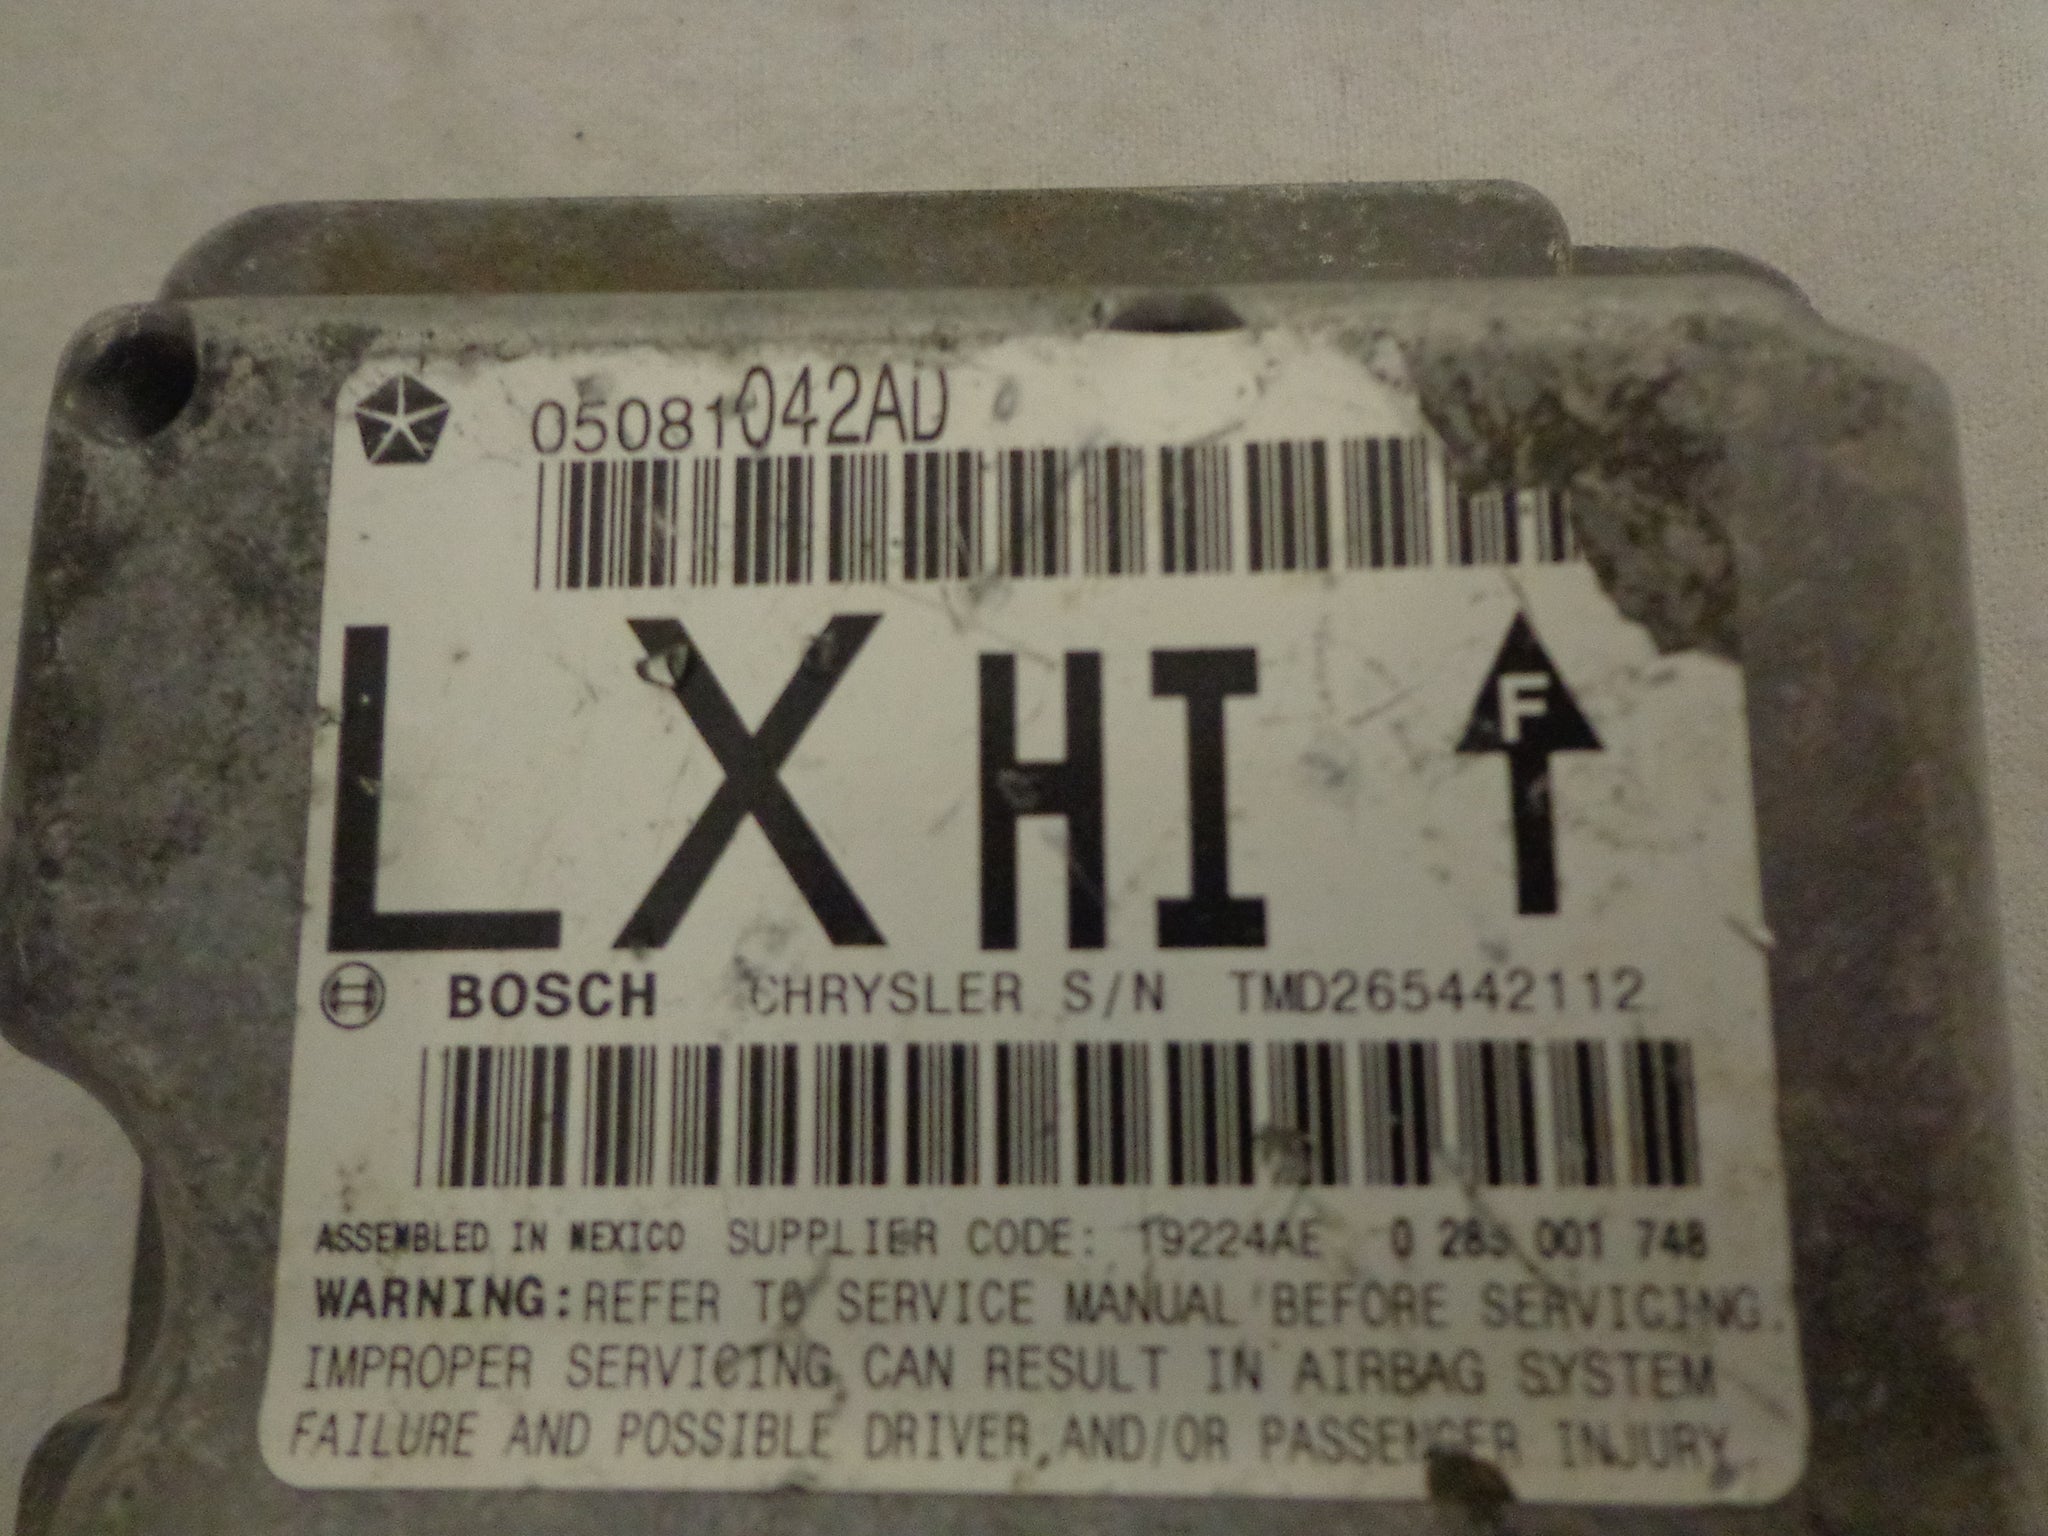 05081042AD
LX HI F
BOSCH CHRYSLER S/N TMD265442112
ASSEMBLED IN MEXICO SUPPLIER CODE: 19224AE 0 285 001 748
WARNING: REFER TO SERVICE MANUAL BEFORE SERVICING.
IMPROPER SERVICING CAN RESULT IN AIRBAG SYSTEM
FAILURE AND POSSIBLE DRIVER, AND/OR PASSENGER INJURY